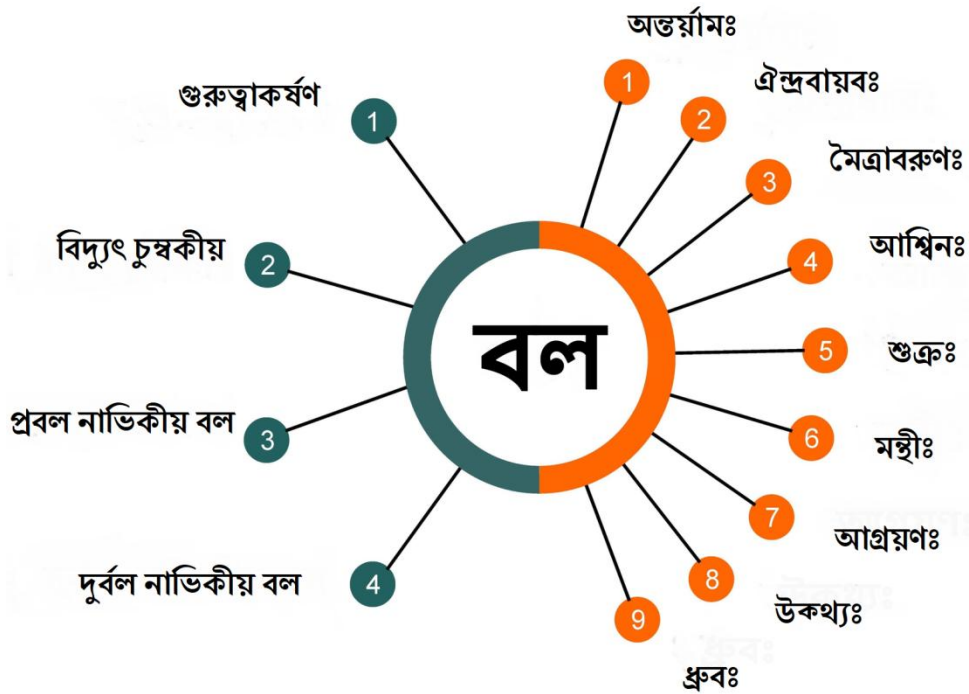 গুরুত্বাকর্ষণ
1
বিদ্যুৎ চুম্বকীয়
2
প্রবল নাভিকীয় বল
3
দুর্বল নাভিকীয় বল
4
বল
অন্তর্য়ামঃ
1
ঐন্দ্রবায়বঃ
2
মৈত্রাবরুণঃ
3
আশ্বিনঃ
4
শুক্রঃ
5
মন্থীঃ
6
আগ্রয়ণঃ
7
উকথ্যঃ
8
ধ্রুবঃ
9